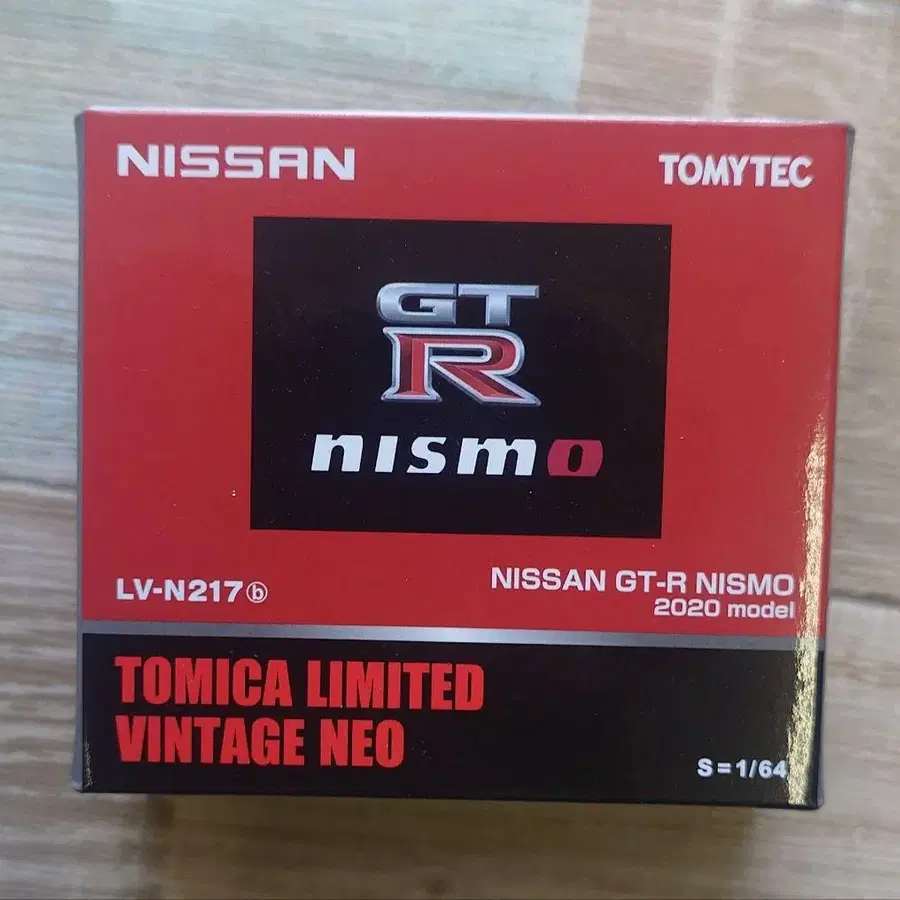 NISSAN
TOMYTEC
GT
R
nismo
LV-N217ⓑ
NISSAN GT-R NISMO
2020 model
TOMICA LIMITED
VINTAGE NEO
S=1/64